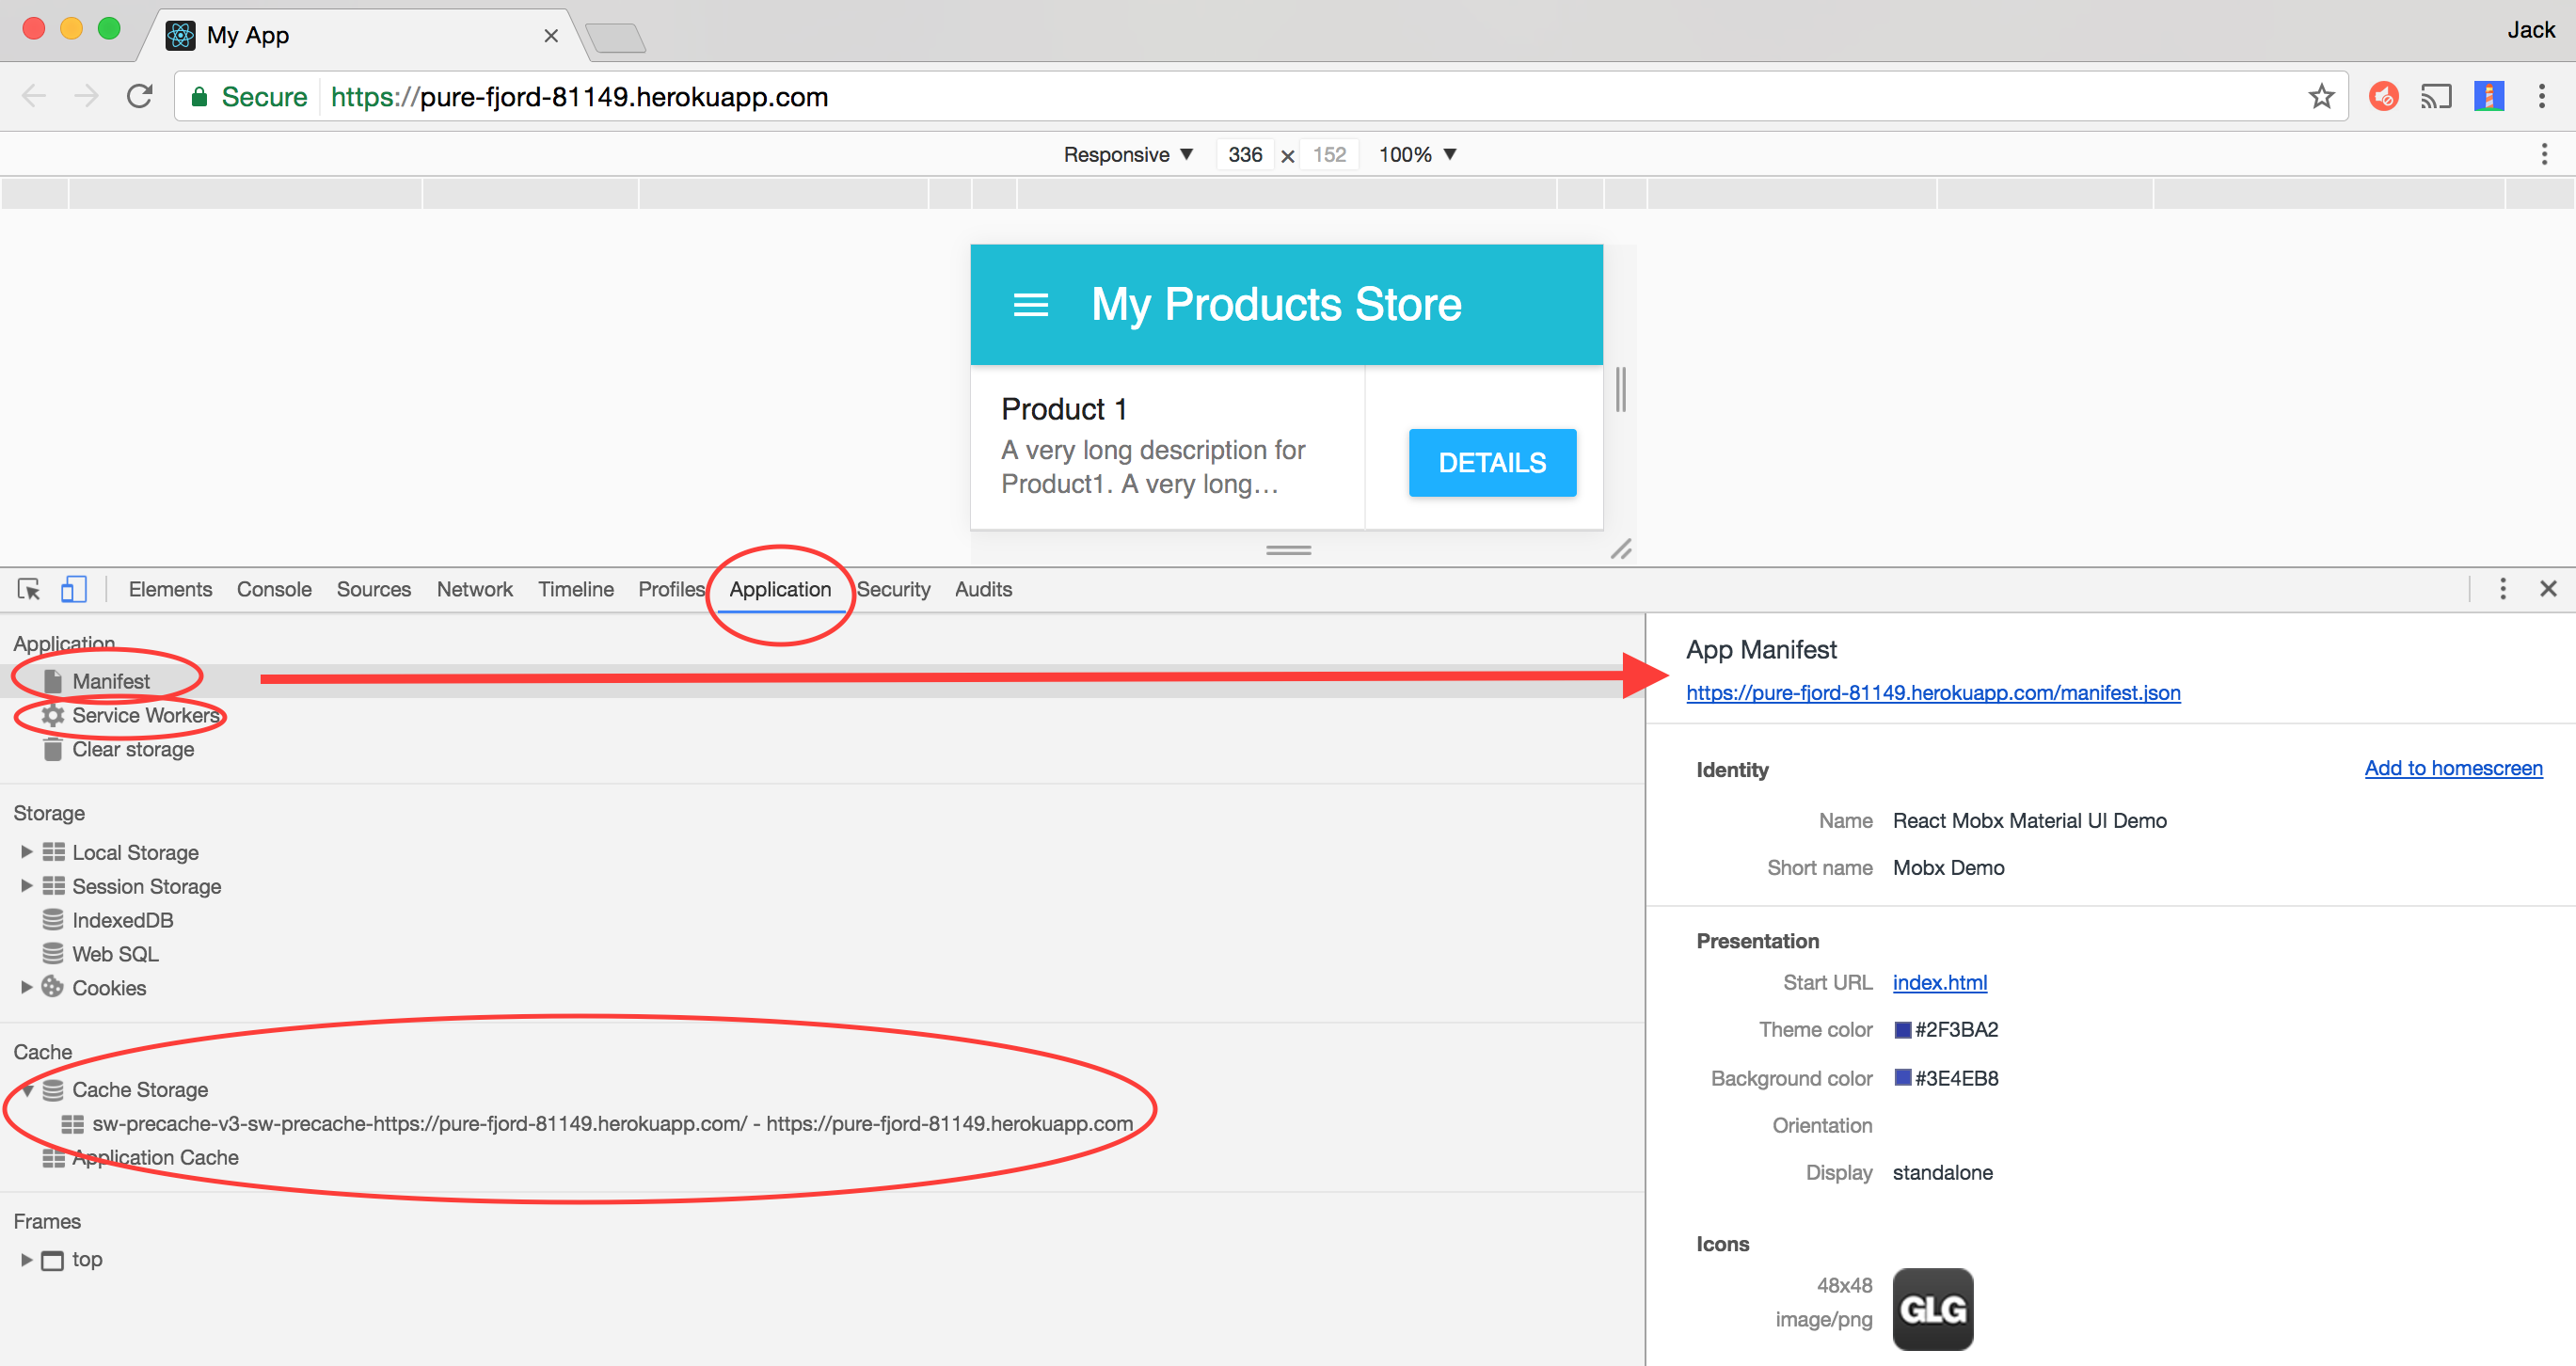 My App
Jack
Secure https://pure-fjord-81149.herokuapp.com
Responsive 336 × 152 100%
My Products Store
Product 1
A very long description for
Product1. A very long…
DETAILS
Elements Console Sources Network Timeline Profiles Application Security Audits
Application
Manifest
Service Workers
Clear storage
Storage
Local Storage
Session Storage
IndexedDB
Web SQL
Cookies
Cache
Cache Storage
sw-precache-v3-sw-precache-https://pure-fjord-81149.herokuapp.com/ - https://pure-fjord-81149.herokuapp.com
Application Cache
Frames
top
App Manifest
https://pure-fjord-81149.herokuapp.com/manifest.json
Identity
Add to homescreen
Name React Mobx Material UI Demo
Short name Mobx Demo
Presentation
Start URL index.html
Theme color #2F3BA2
Background color #3E4EB8
Orientation
Display standalone
Icons
48x48
image/png
GLG